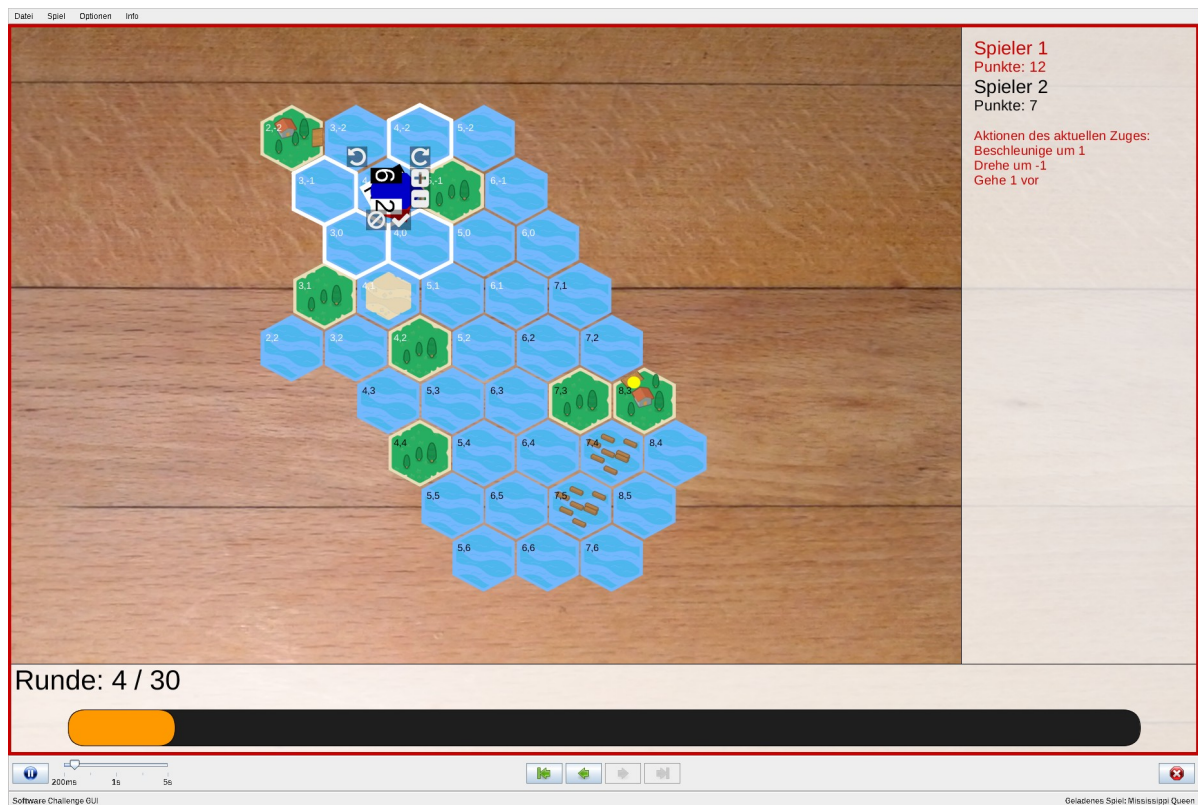 Datei Spiel Optionen Info
Spieler 1
Punkte: 12
Spieler 2
Punkte: 7
Aktionen des aktuellen Zuges:
Beschleunige um 1
Drehe um -1
Gehe 1 vor
2,-2 3,-2 4,-2 5,-2
3,-1 6 6,-1
2
3,0 4,0 5,0 6,0
3,1 4,1 5,1 6,1 7,1
2,2 3,2 4,2 5,2 6,2 7,2
4,3 5,3 6,3 7,3 8,3
4,4 5,4 6,4 7,4 8,4
5,5 6,5 7,5 8,5
5,6 6,6 7,6
Runde: 4 / 30
200ms 1s 5s
Software Challenge GUI Geladenes Spiel: Mississippi Queen